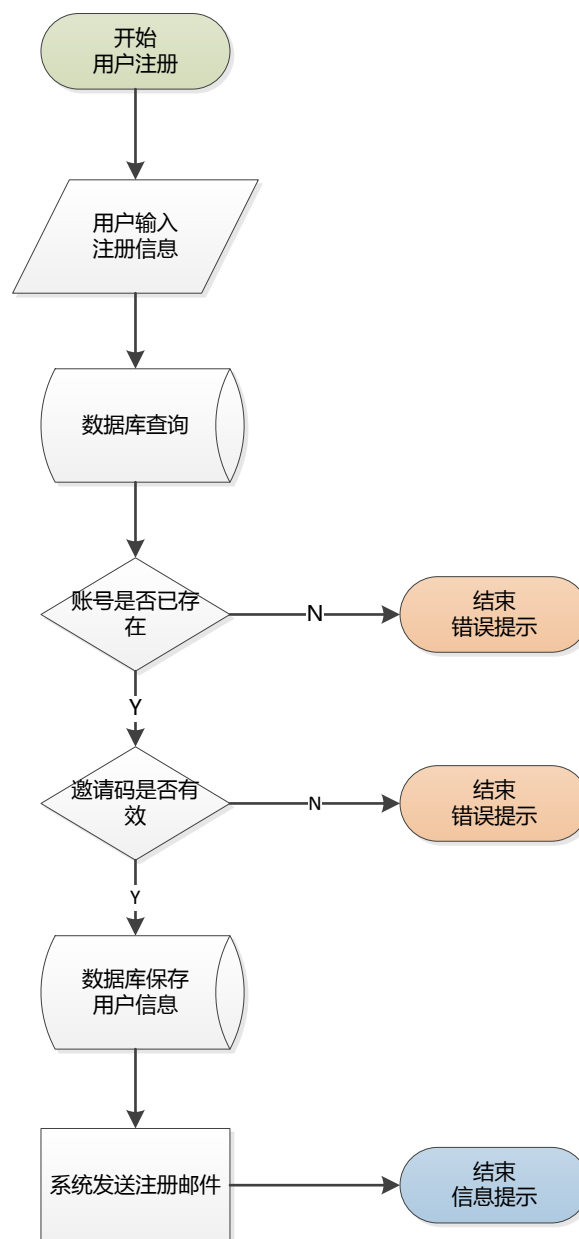 开始
用户注册
用户输入
注册信息
数据库查询
账号是否已存
在
N
结束
错误提示
Y
邀请码是否有
效
N
结束
错误提示
Y
数据库保存
用户信息
系统发送注册邮件
结束
信息提示